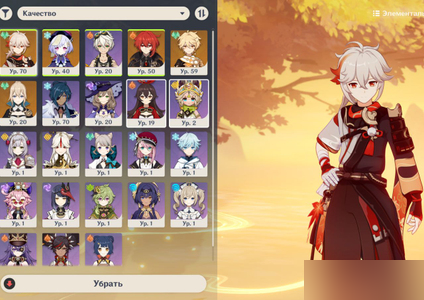 Качество
Элементал
Ур. 70 Ур. 40 Ур. 20 Ур. 50 Ур. 59
Ур. 20 Ур. 70 Ур. 20 Ур. 19 Ур. 2
Ур. 1 Ур. 1 Ур. 1 Ур. 1 Ур. 1
Ур. 1 Ур. 1 Ур. 1 Ур. 1 Ур. 1
Убрать